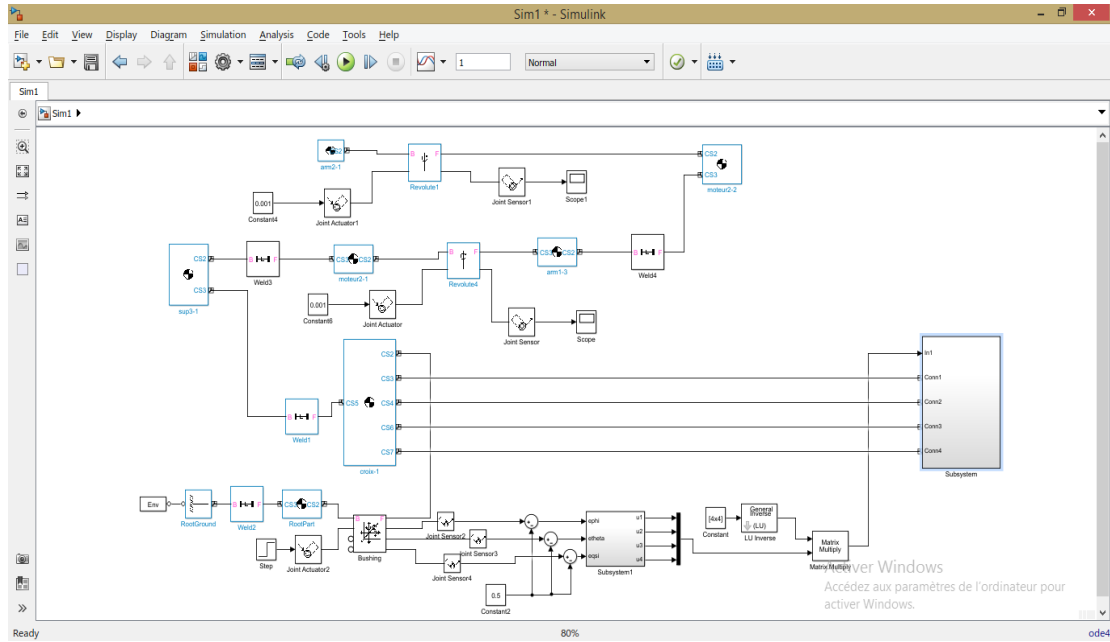 Sim1 * - Simulink
File Edit View Display Diagram Simulation Analysis Code Tools Help
1 Normal
Sim1
Sim1
CS2
arm2-1
B F
Revolute1
CS2
CS3
moteur2-2
0.001
Constant4
Joint Actuator1
Joint Sensor1
Scope1
CS2
CS3
sup3-1
B F
Weld3
CS3 CS2
moteur2-1
B F
Revolute4
CS3 CS2
arm1-3
B F
Weld4
0.001
Constant6
Joint Actuator
Joint Sensor
Scope
CS2
CS3
CS5 CS4
CS6
CS7
croix-1
B F
Weld1
In1
Conn1
Conn2
Conn3
Conn4
Subsystem
Env
RootGround
B F
Weld2
CS3 CS2
RootPart
B F
Bushing
Step
Joint Actuator2
Joint Sensor2
Joint Sensor3
Joint Sensor4
0.5
Constant2
ephi
etheta
eqsi
u1
u2
u3
u4
Subsystem1
[4x4]
Constant
General
Inverse
(LU)
LU Inverse
Matrix
Multiply
Matrix Multiply
Activer Windows
Accédez aux paramètres de l'ordinateur pour
activer Windows.
Ready 80% ode4